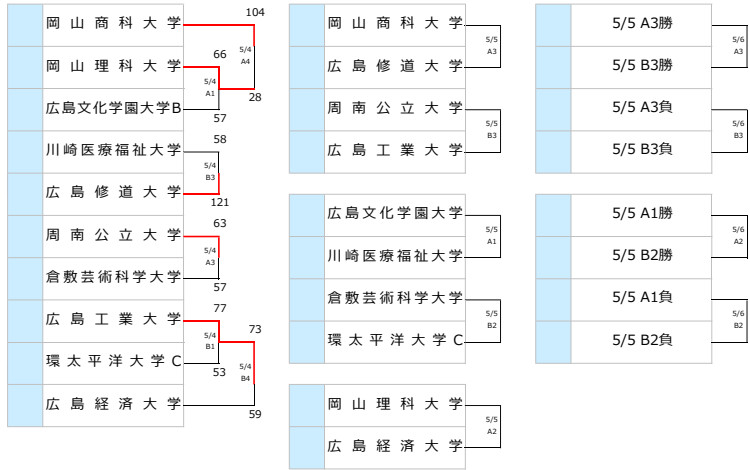 岡山商科大学
104
5/4
A4
岡山理科大学
66
5/4
A1
28
広島文化学園大学B
57
川崎医療福祉大学
58
5/4
B3
広島修道大学
121
周南公立大学
63
5/4
A3
倉敷芸術科学大学
57
広島工業大学
77
5/4
B1
73
環太平洋大学C
53
5/4
B4
広島経済大学
59
岡山商科大学
5/5
A3
広島修道大学
周南公立大学
5/5
B3
広島工業大学
広島文化学園大学
5/5
A1
川崎医療福祉大学
倉敷芸術科学大学
5/5
B2
環太平洋大学C
岡山理科大学
5/5
A2
広島経済大学
5/5 A3勝
5/6
A3
5/5 B3勝
5/5 A3負
5/6
B3
5/5 B3負
5/5 A1勝
5/6
A2
5/5 B2勝
5/5 A1負
5/6
B2
5/5 B2負